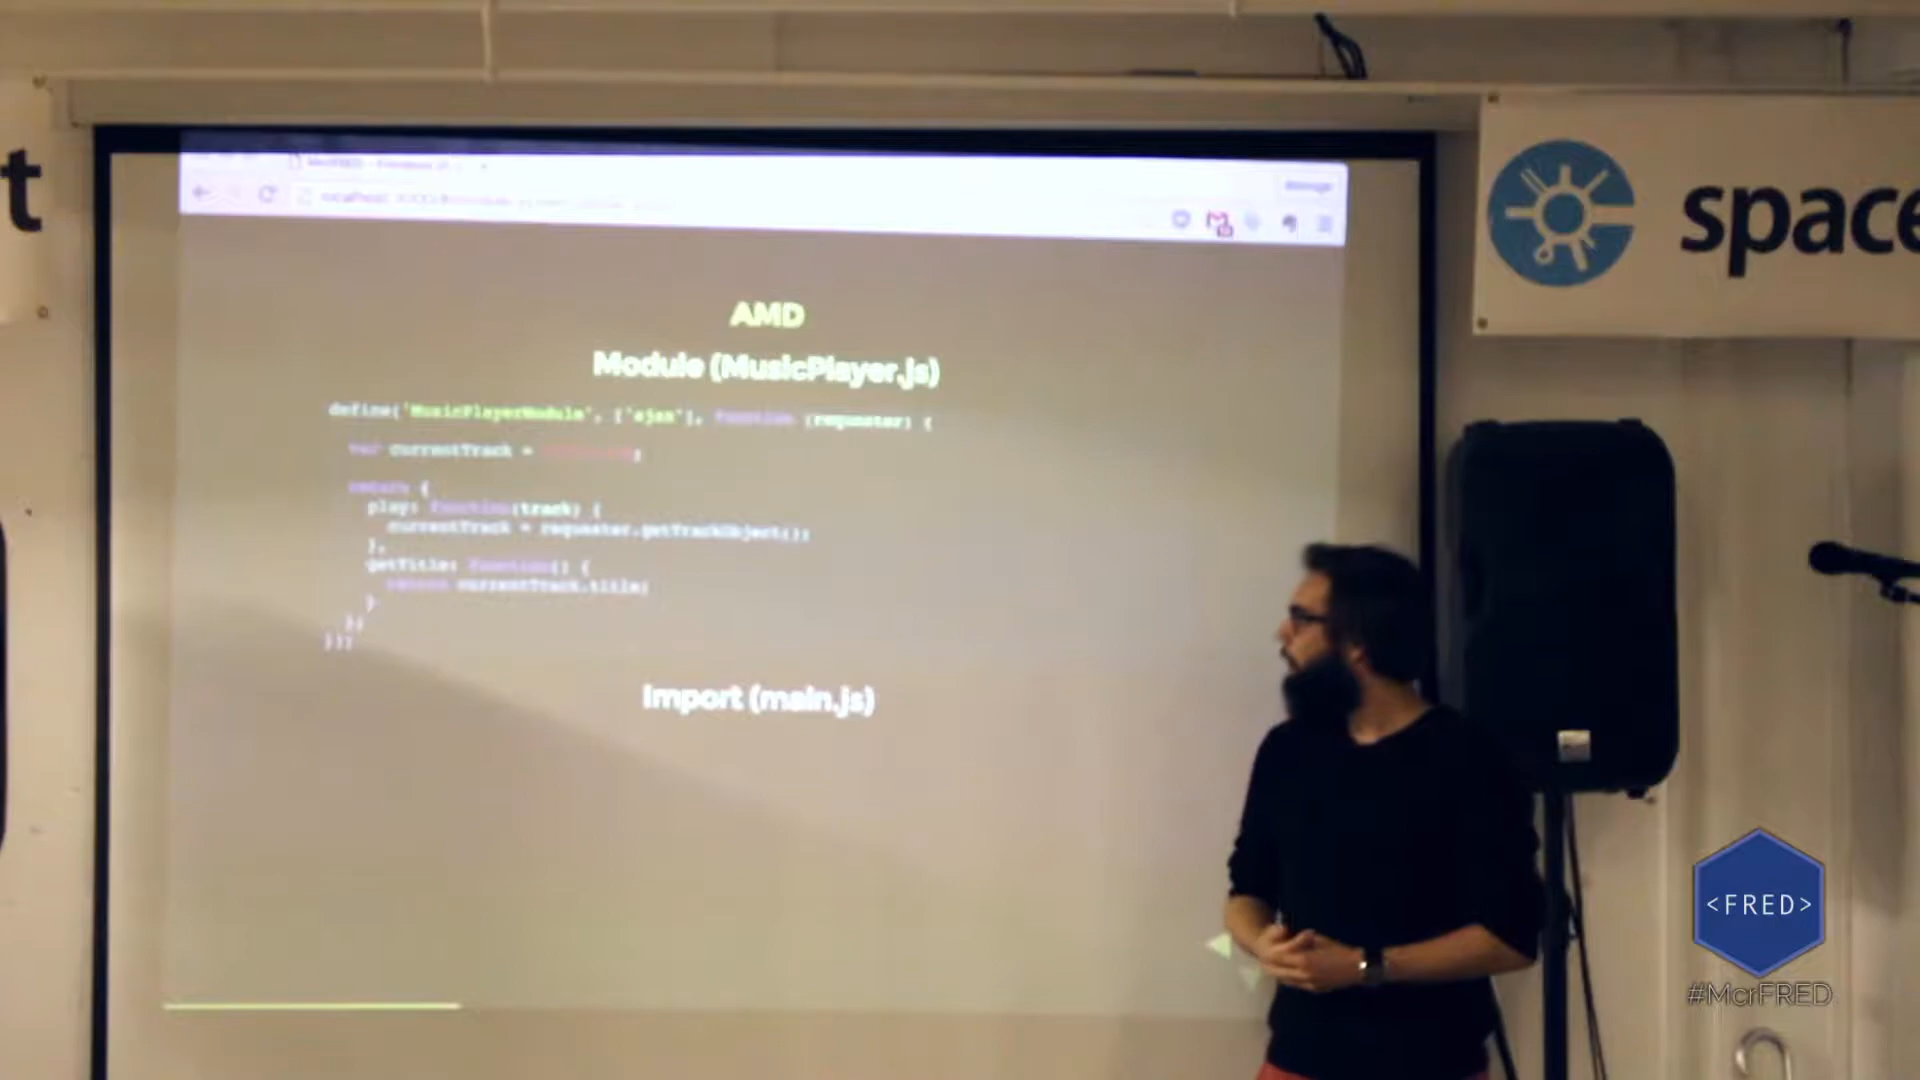 t
space
AMD
Module (MusicPlayer.js)
define('MusicPlayerModule', ['ajax'], function (requester) {
var currentTrack = ;
return {
play: function(track) {
currentTrack = requester.getTrackObject();
},
getTitle: function() {
return currentTrack.title;
}
};
});
Import (main.js)
<FRED>
#McrFRED